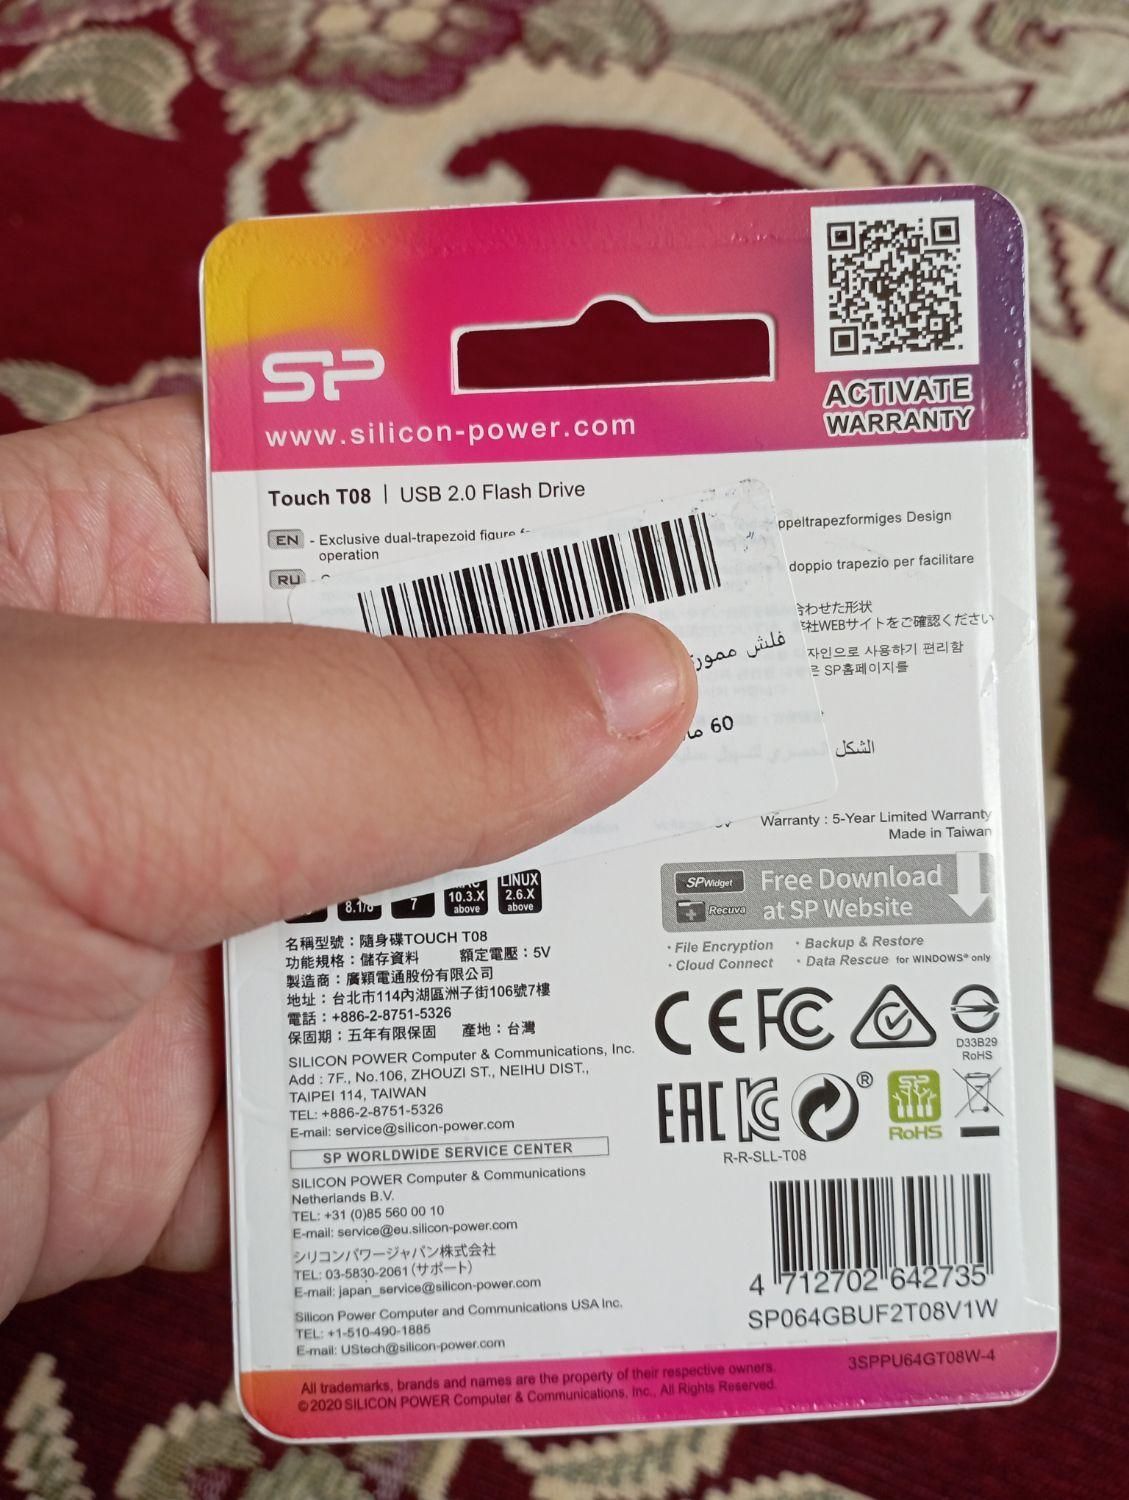 SP
www.silicon-power.com
ACTIVATE
WARRANTY
Touch T08 | USB 2.0 Flash Drive
EN - Exclusive dual-trapezoid figure
operation
RU
ppeltrapezformiges Design
doppio trapezio per facilitare
合わせた形状
社WEBサイトをご確認ください
자인으로 사용하기 편리함
은 SP홈페이지를
الشكل
فلش مموری
60
Warranty : 5-Year Limited Warranty
Made in Taiwan
8.1/8
7
10.3.X
above
LINUX
2.6.X
above
SP Widget
Recuva
Free Download
at SP Website
· File Encryption · Backup & Restore
· Cloud Connect · Data Rescue for WINDOWS® only
名稱型號：隨身碟TOUCH T08
功能規格：儲存資料 額定電壓：5V
製造商：廣穎電通股份有限公司
地址：台北市114內湖區洲子街106號7樓
電話：+886-2-8751-5326
保固期：五年有限保固 產地：台灣
SILICON POWER Computer & Communications, Inc.
Add : 7F., No.106, ZHOUZI ST., NEIHU DIST.,
TAIPEI 114, TAIWAN
TEL: +886-2-8751-5326
E-mail: service@silicon-power.com
SP WORLDWIDE SERVICE CENTER
SILICON POWER Computer & Communications
Netherlands B.V.
TEL: +31 (0)85 560 00 10
E-mail: service@eu.silicon-power.com
シリコンパワージャパン株式会社
TEL: 03-5830-2061 (サポート)
E-mail: japan_service@silicon-power.com
Silicon Power Computer and Communications USA Inc.
TEL: +1-510-490-1885
E-mail: UStech@silicon-power.com
CE FC
D33B29
RoHS
EAC
®
SP
RoHS
R-R-SLL-T08
4 712702 642735
SP064GBUF2T08V1W
3SPPU64GT08W-4
All trademarks, brands and names are the property of their respective owners.
©2020 SILICON POWER Computer & Communications, Inc., All Rights Reserved.